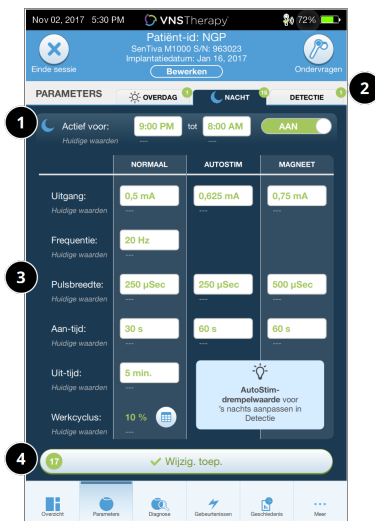 Nov 02, 2017 5:30 PM VNSTherapy® 72%
Patiënt-id: NGP
SenTiva M1000 S/N: 963023
Implantatiedatum: Jan 16, 2017
Bewerken
Einde sessie
Ondervragen
PARAMETERS
OVERDAG 1
NACHT 15
DETECTIE 1
2
1
Actief voor: 9:00 PM tot 8:00 AM AAN
Huidige waarden --- ---
NORMAAL AUTOSTIM MAGNEET
Uitgang: 0,5 mA 0,625 mA 0,75 mA
Huidige waarden --- --- ---
Frequentie: 20 Hz
Huidige waarden ---
3
Pulsbreedte: 250 µSec 250 µSec 500 µSec
Huidige waarden --- --- ---
Aan-tijd: 30 s 60 s 60 s
Huidige waarden --- --- ---
Uit-tijd: 5 min.
Huidige waarden ---
AutoStim-
drempelwaarde voor
's nachts aanpassen in
Detectie
Werkcyclus: 10 %
Huidige waarden ---
4
17 Wijzig. toep.
Overzicht Parameters Diagnose Gebeurtenissen Geschiedenis Meer